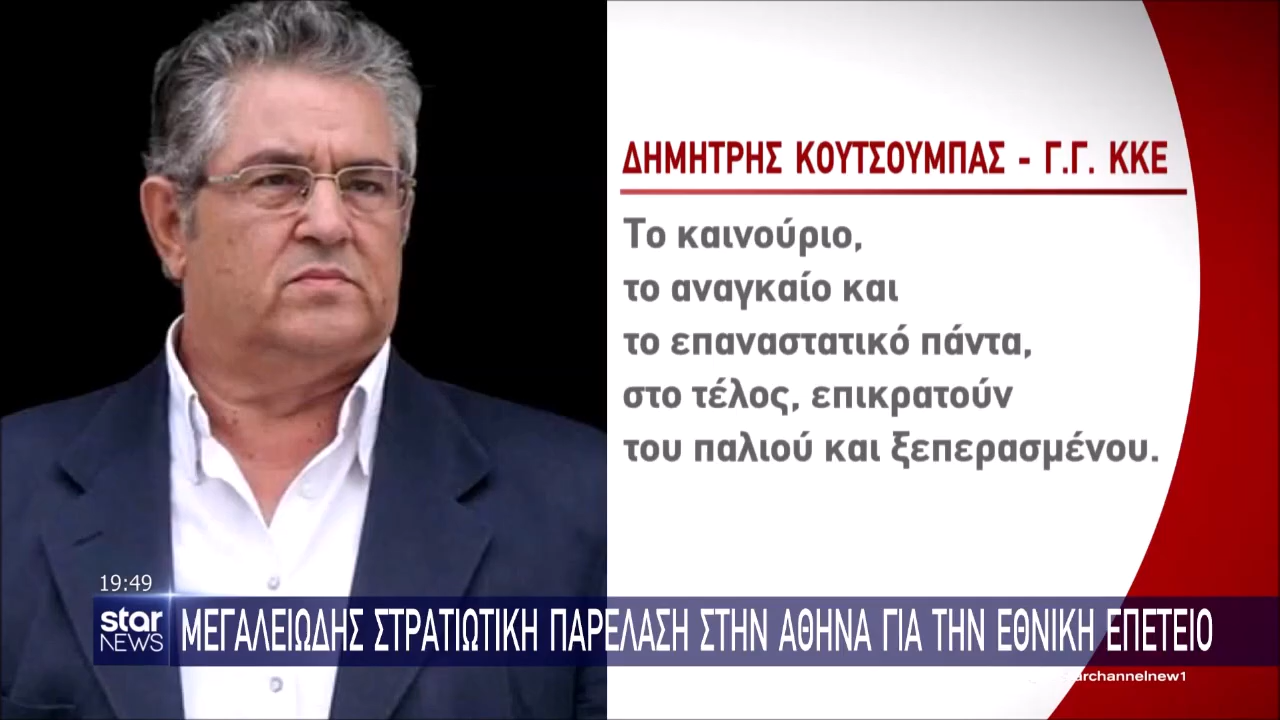 ΔΗΜΗΤΡΗΣ ΚΟΥΤΣΟΥΜΠΑΣ - Γ.Γ. ΚΚΕ
Το καινούριο,
το αναγκαίο και
το επαναστατικό πάντα,
στο τέλος, επικρατούν
του παλιού και ξεπερασμένου.
19:49
star NEWS
ΜΕΓΑΛΕΙΩΔΗΣ ΣΤΡΑΤΙΩΤΙΚΗ ΠΑΡΕΛΑΣΗ ΣΤΗΝ ΑΘΗΝΑ ΓΙΑ ΤΗΝ ΕΘΝΙΚΗ ΕΠΕΤΕΙΟ
archannelnew1